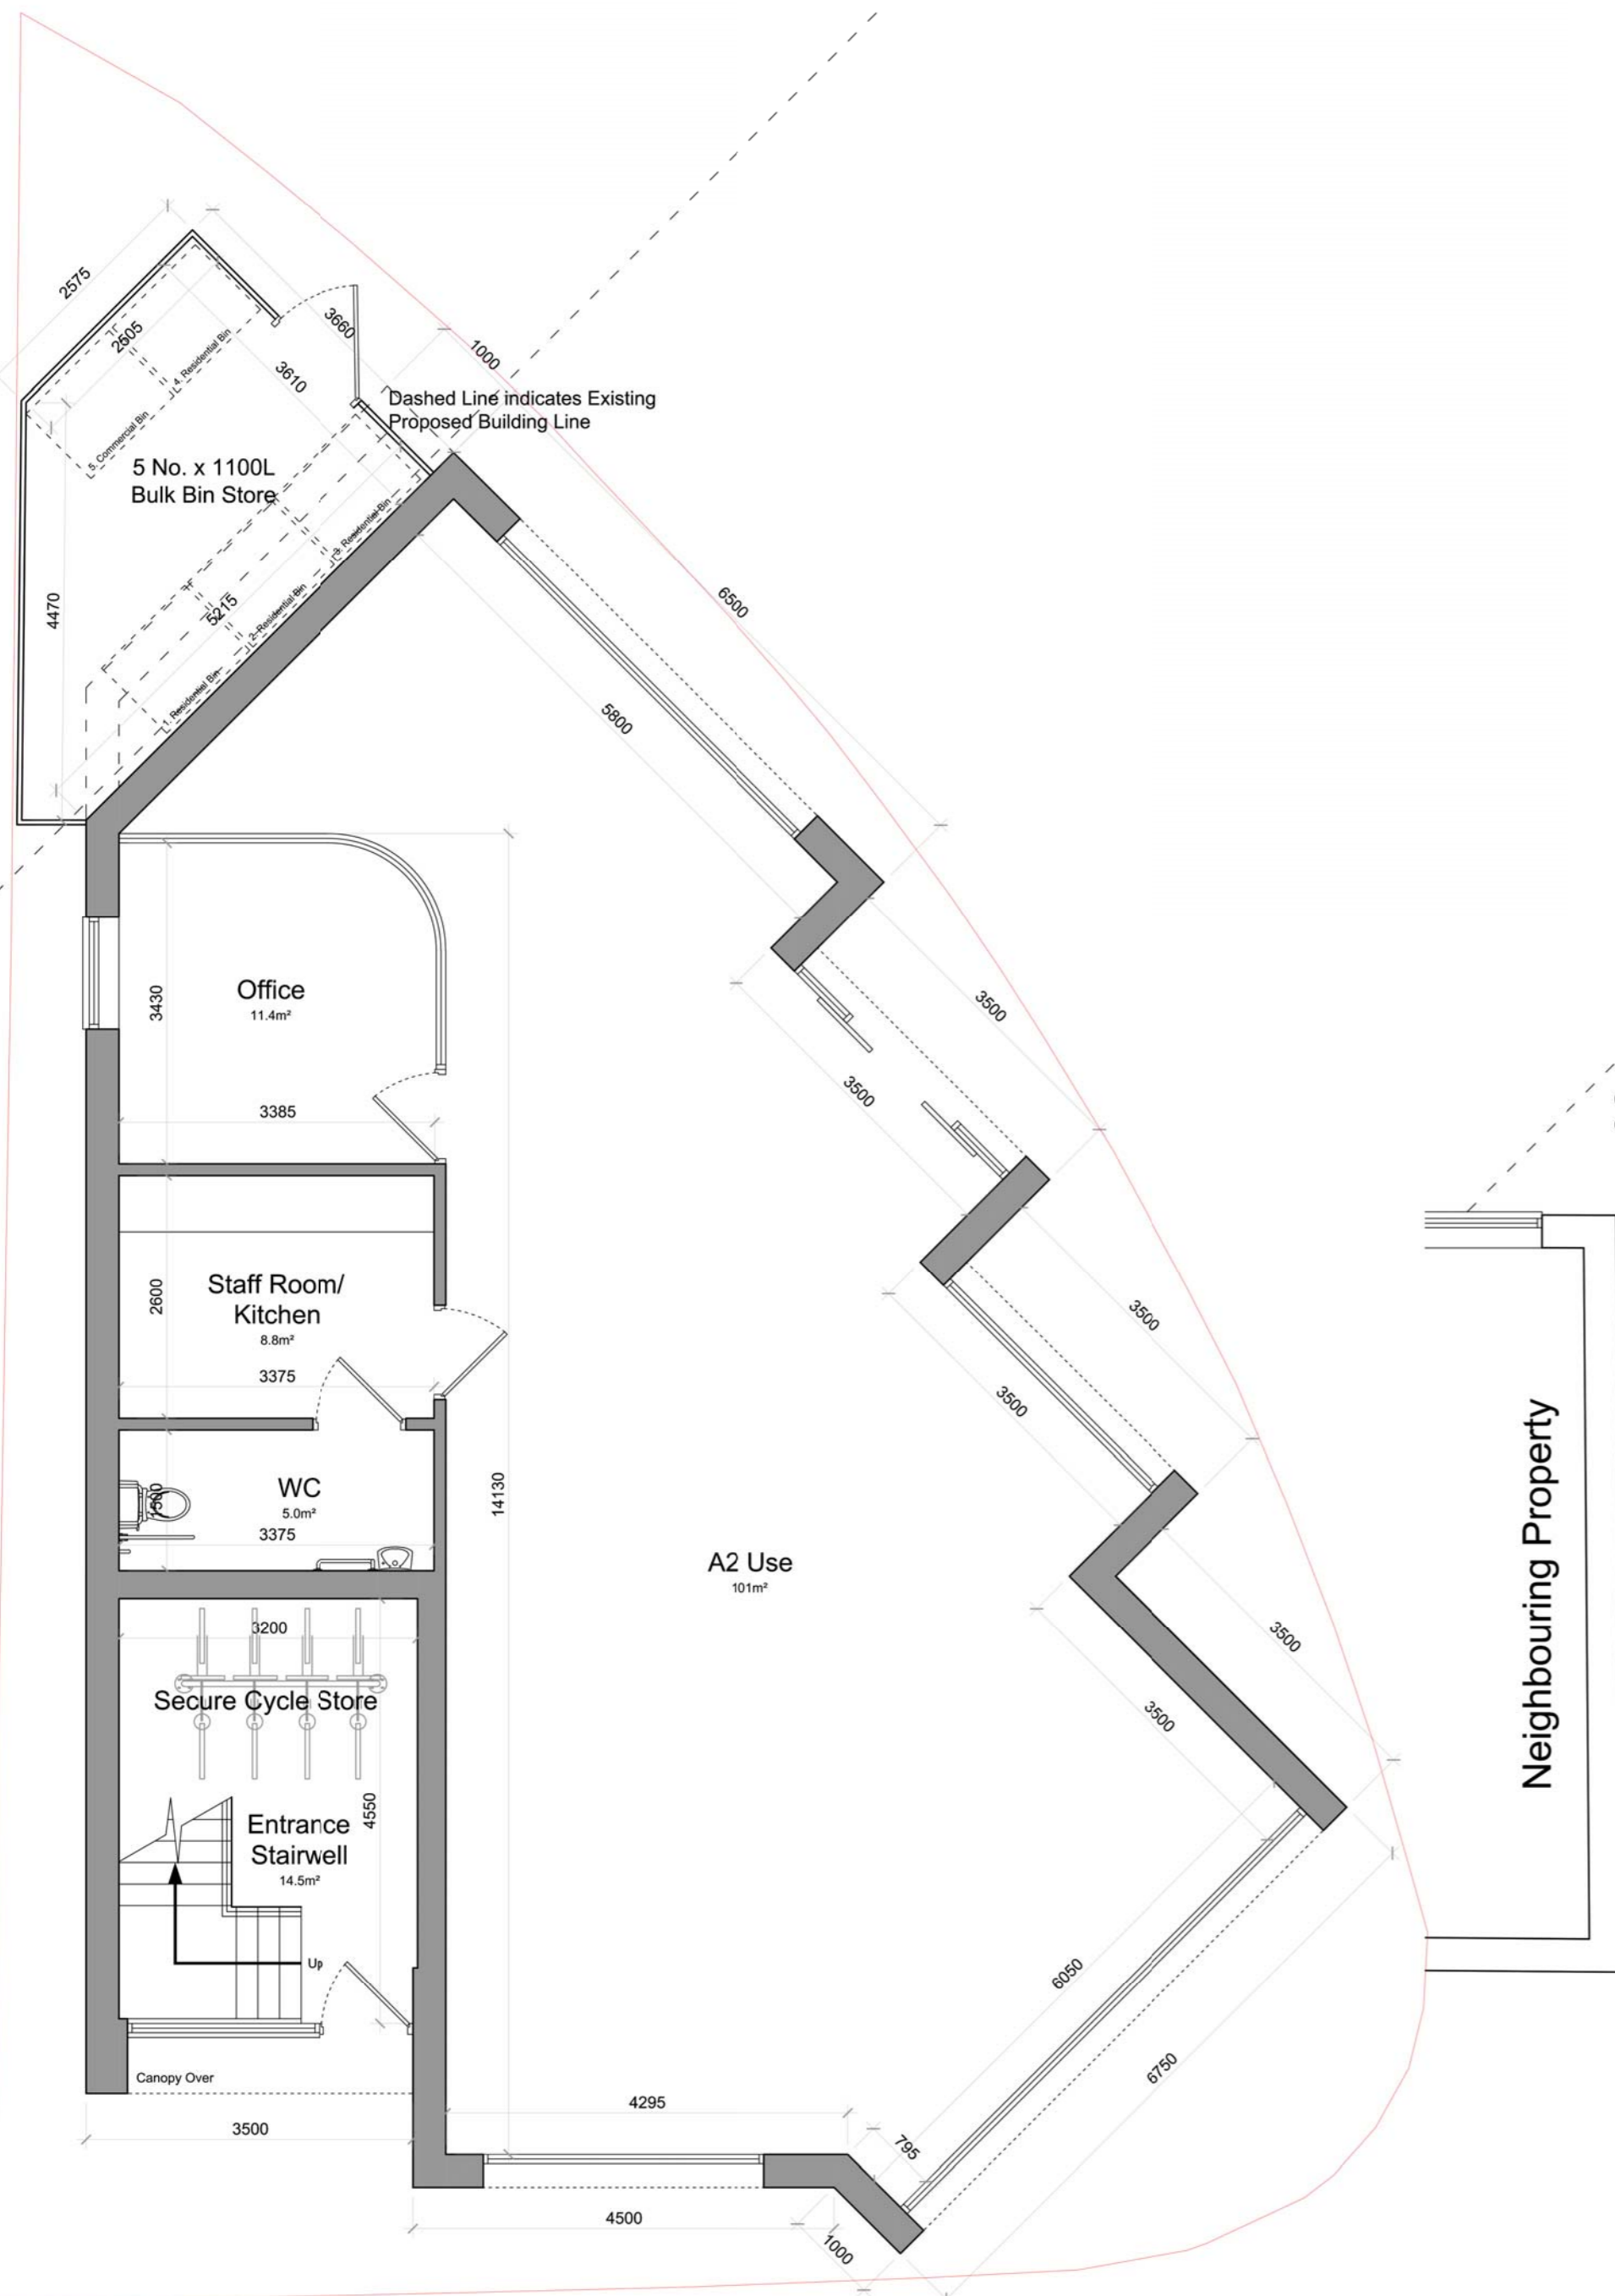 2575
2505
3660
3610
1000
4. Residential Bin
5. Commercial Bin
Dashed Line indicates Existing
Proposed Building Line
5 No. x 1100L
Bulk Bin Store
3. Residential Bin
4470
5215
2. Residential Bin
1. Residential Bin
6500
5800
Office
11.4m²
3430
3385
3500
3500
Staff Room/
Kitchen
8.8m²
2600
3375
3500
3500
WC
5.0m²
1500
3375
14130
A2 Use
101m²
Neighbouring Property
3200
Secure Cycle Store
3500
3500
4550
Entrance
Stairwell
14.5m²
Up
6050
6750
Canopy Over
3500
4295
795
4500
1000